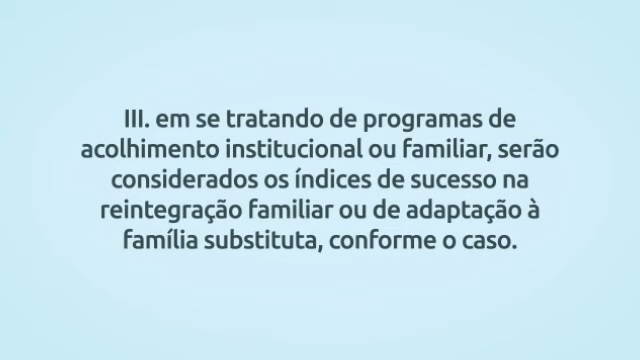 III. em se tratando de programas de
acolhimento institucional ou familiar, serão
considerados os índices de sucesso na
reintegração familiar ou de adaptação à
família substituta, conforme o caso.